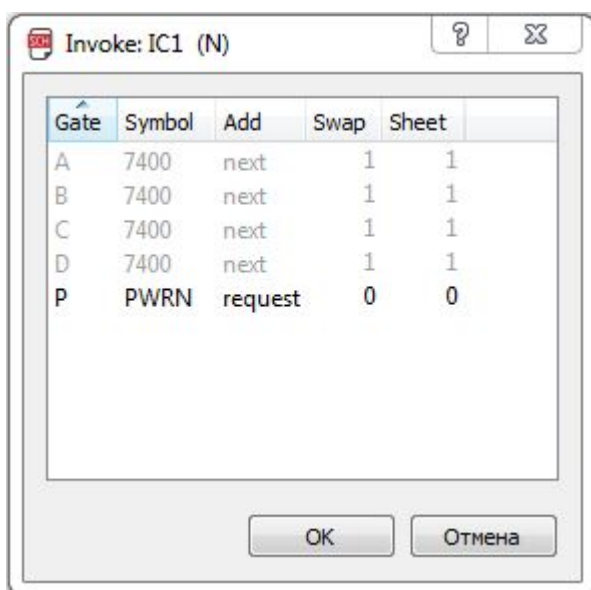 SCH Invoke: IC1 (N) ?
Gate Symbol Add Swap Sheet
A 7400 next 1 1
B 7400 next 1 1
C 7400 next 1 1
D 7400 next 1 1
P PWRN request 0 0
OK Отмена